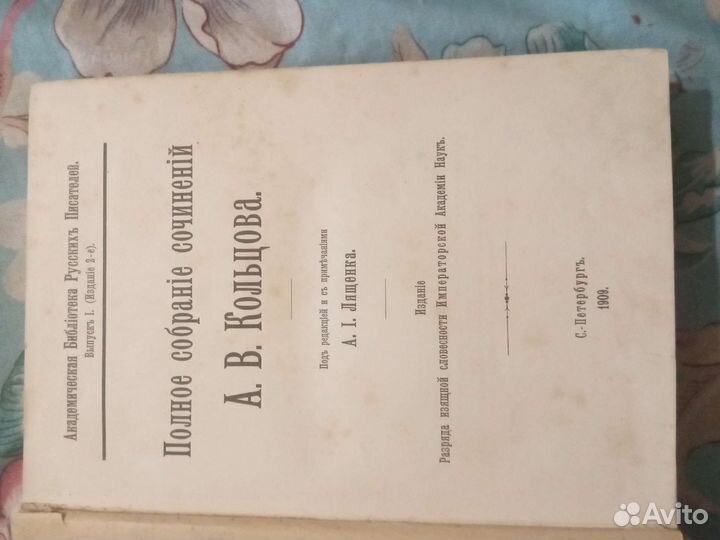 Академическая Библіотека Русскихъ Писателей.
Выпускъ I. (Изданіе 2-е).
Полное собраніе сочиненій
А. В. Кольцова.
Подъ редакціей и съ примѣчаніями
А. І. Лященка.
Изданіе
Разряда изящной словесности Императорской Академіи Наукъ.
С.-Петербургъ.
1909.
Avito